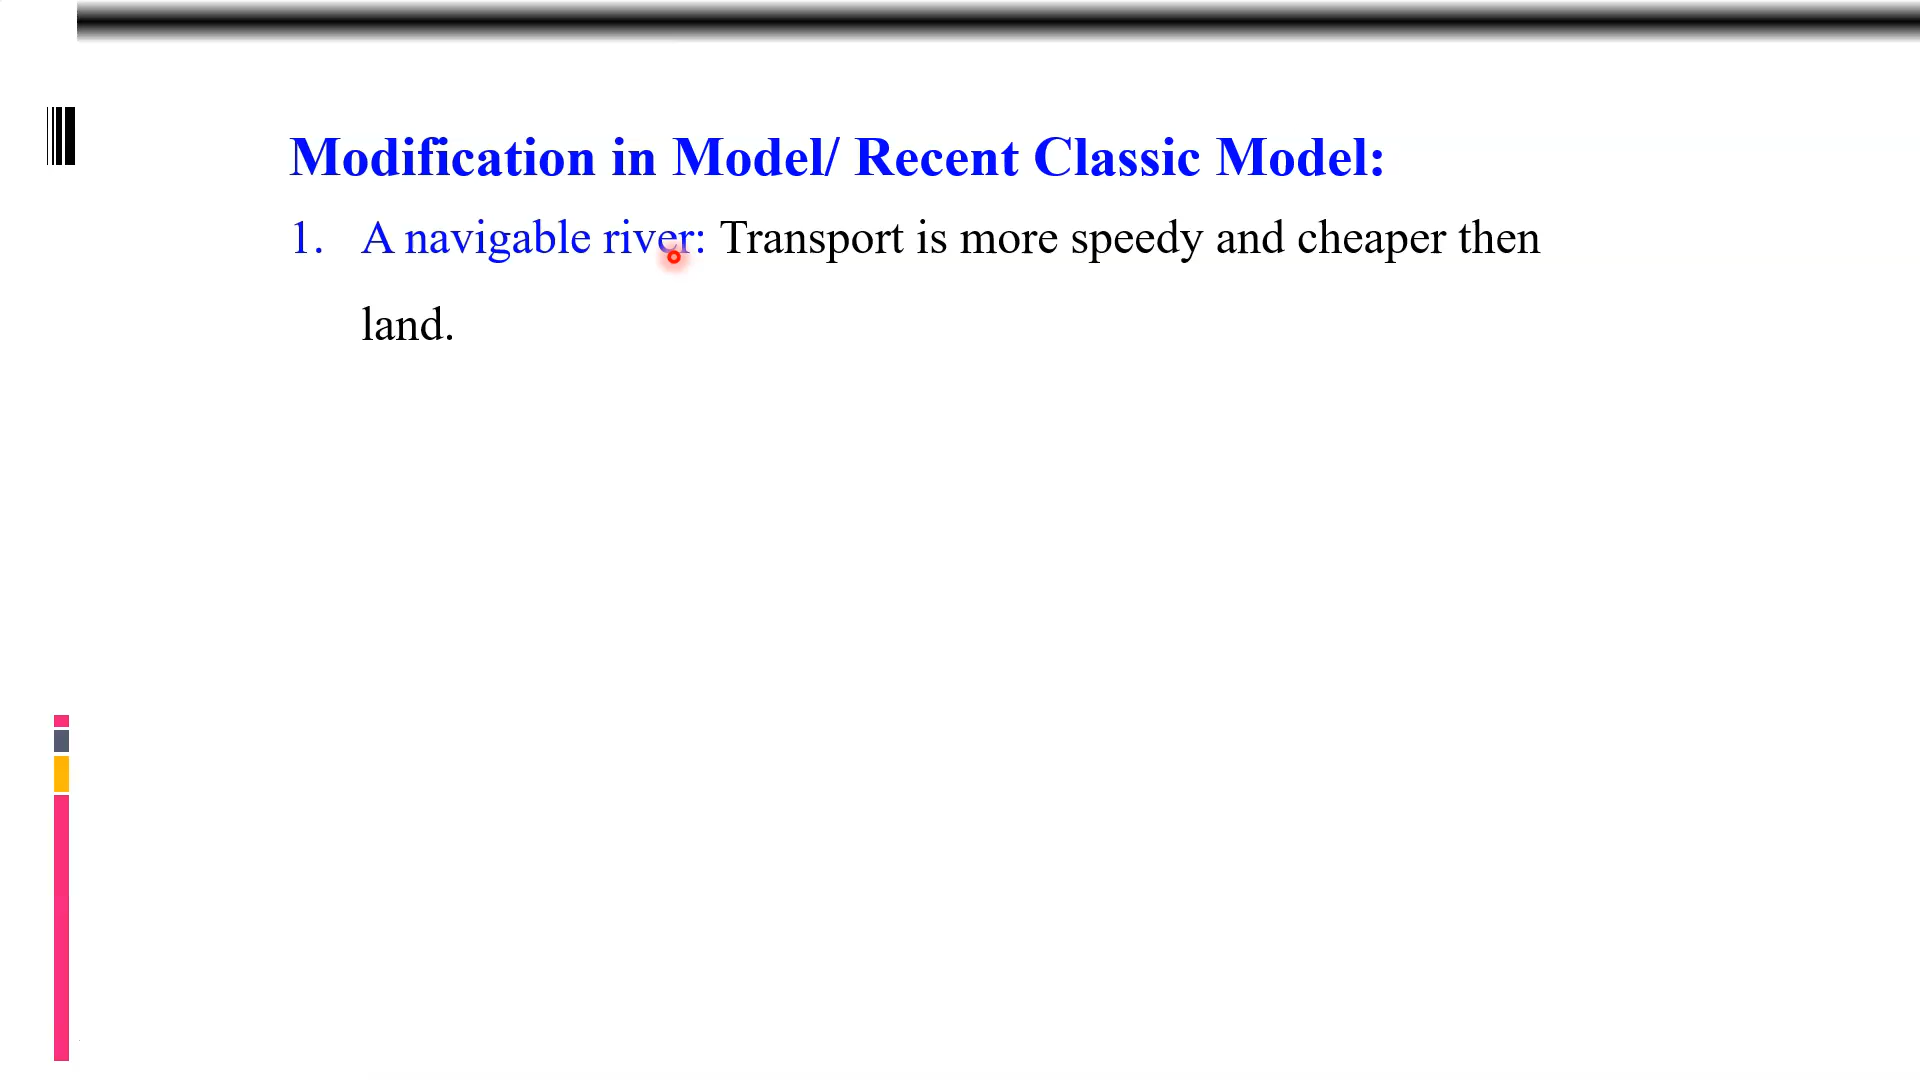 Modification in Model/ Recent Classic Model:
1. A navigable river: Transport is more speedy and cheaper then
land.